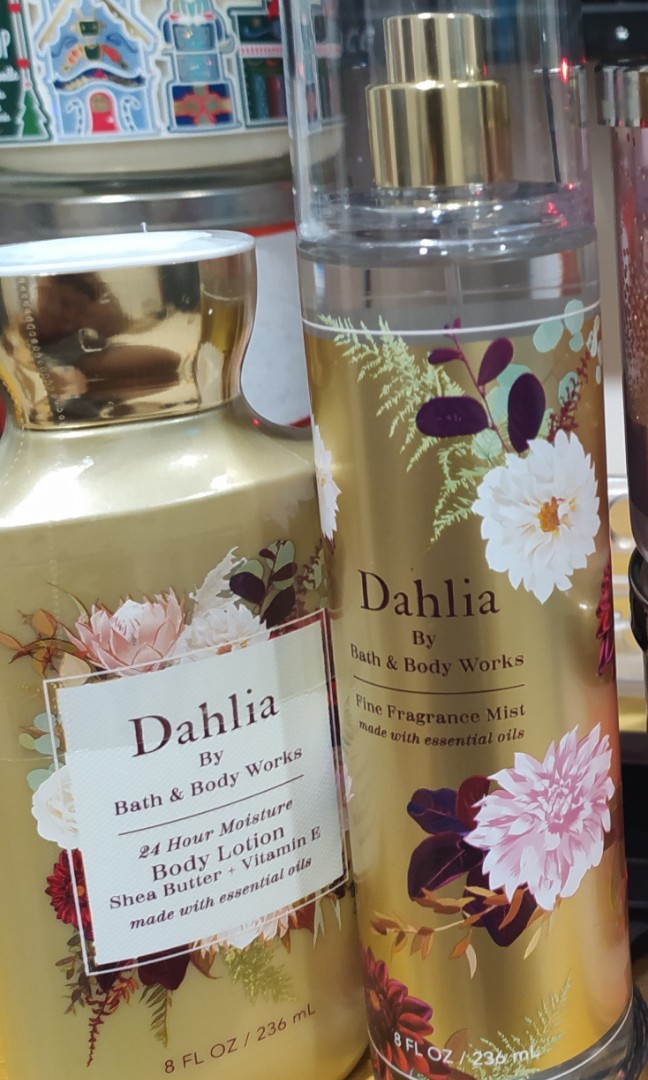 Dahlia
By
Bath & Body Works
24 Hour Moisture
Body Lotion
Shea Butter + Vitamin E
made with essential oils
8 FL OZ / 236 mL
Dahlia
By
Bath & Body Works
Fine Fragrance Mist
made with essential oils
8 FL OZ / 236 mL